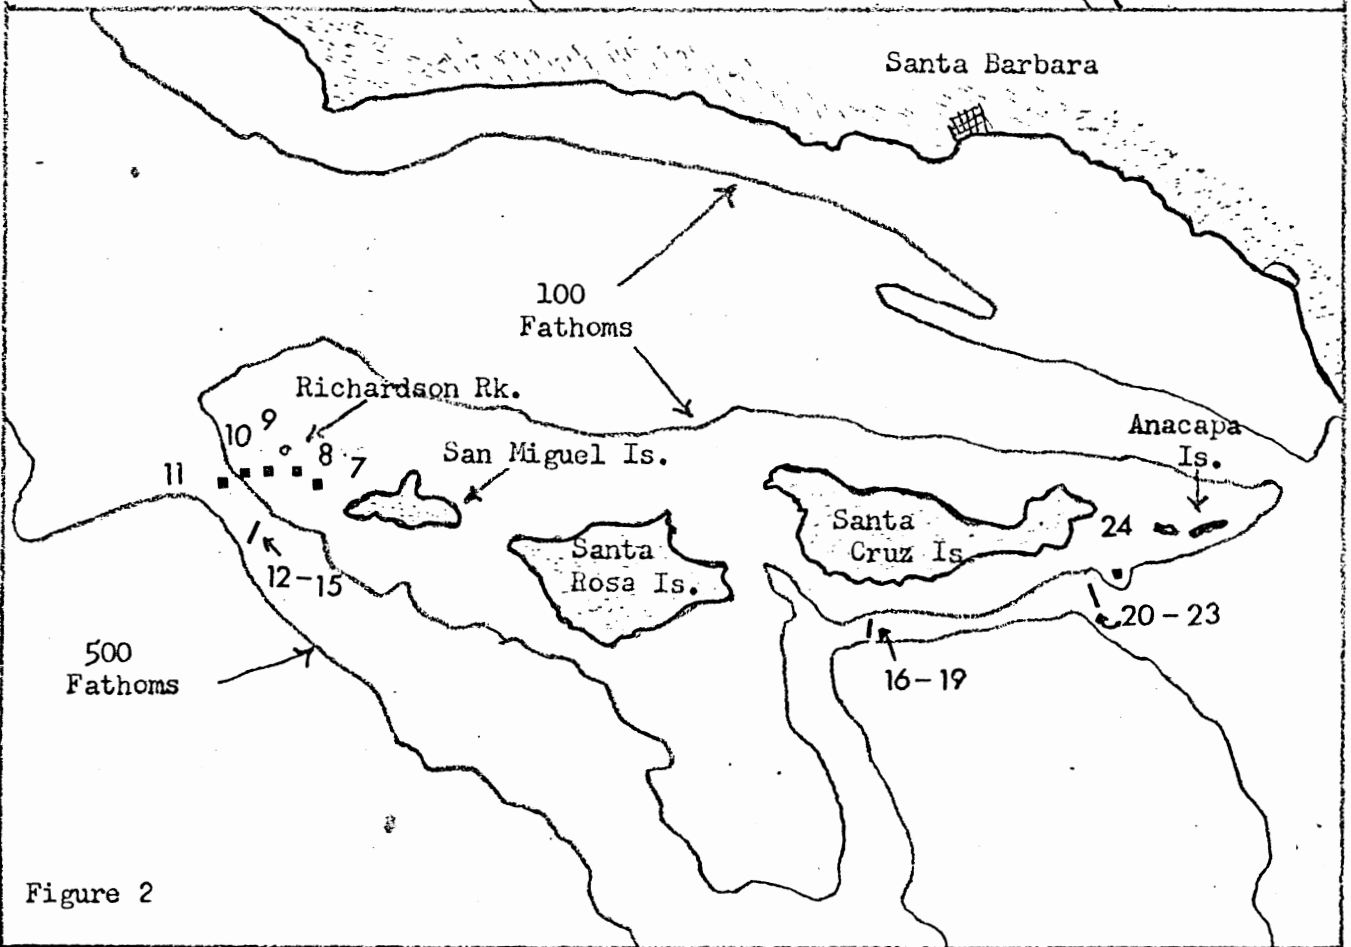 Santa Barbara
100
Fathoms
Richardson Rk.
9
10
8
7
11
San Miguel Is.
Anacapa
Is.
Santa
Cruz Is
24
Santa
Rosa Is.
12-15
20-23
16-19
500
Fathoms
Figure 2